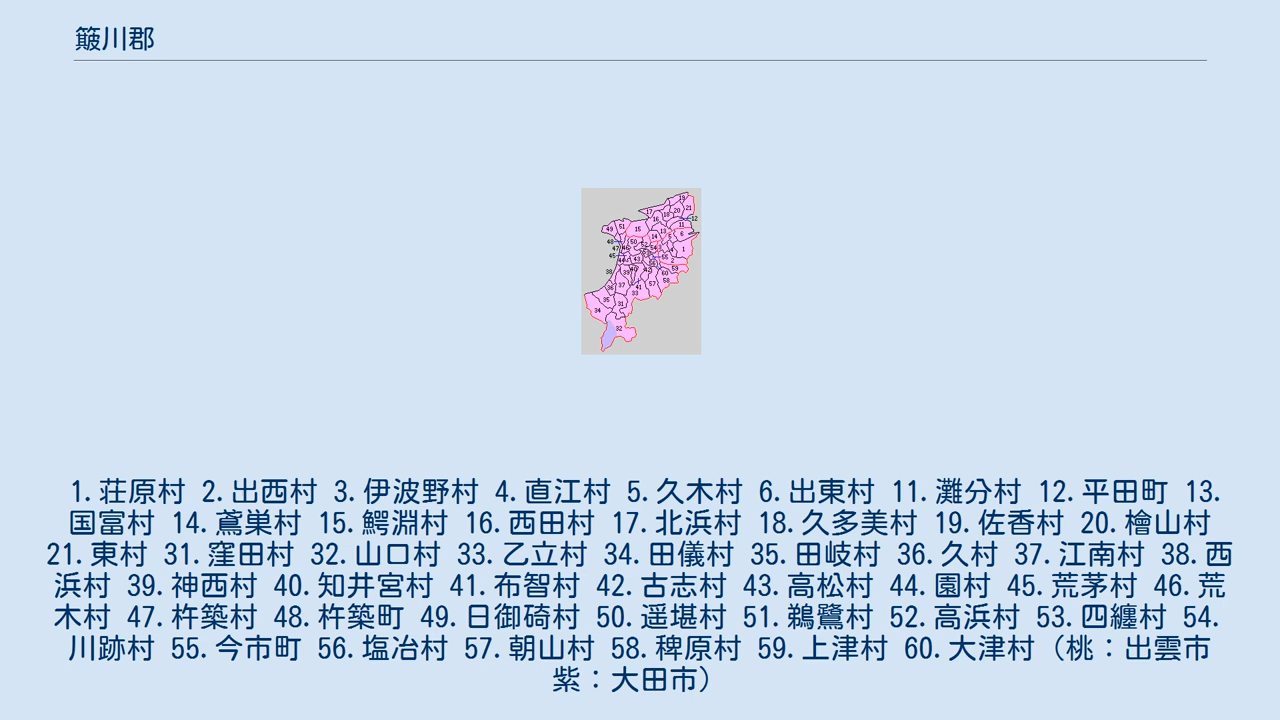 簸川郡
1.荘原村 2.出西村 3.伊波野村 4.直江村 5.久木村 6.出東村 11.灘分村 12.平田町 13.
国富村 14.鳶巣村 15.鰐淵村 16.西田村 17.北浜村 18.久多美村 19.佐香村 20.檜山村
21.東村 31.窪田村 32.山口村 33.乙立村 34.田儀村 35.田岐村 36.久村 37.江南村 38.西
浜村 39.神西村 40.知井宮村 41.布智村 42.古志村 43.高松村 44.園村 45.荒茅村 46.荒
木村 47.杵築村 48.杵築町 49.日御碕村 50.遥堪村 51.鵜鷺村 52.高浜村 53.四纏村 54.
川跡村 55.今市町 56.塩冶村 57.朝山村 58.稗原村 59.上津村 60.大津村（桃：出雲市
紫：大田市）